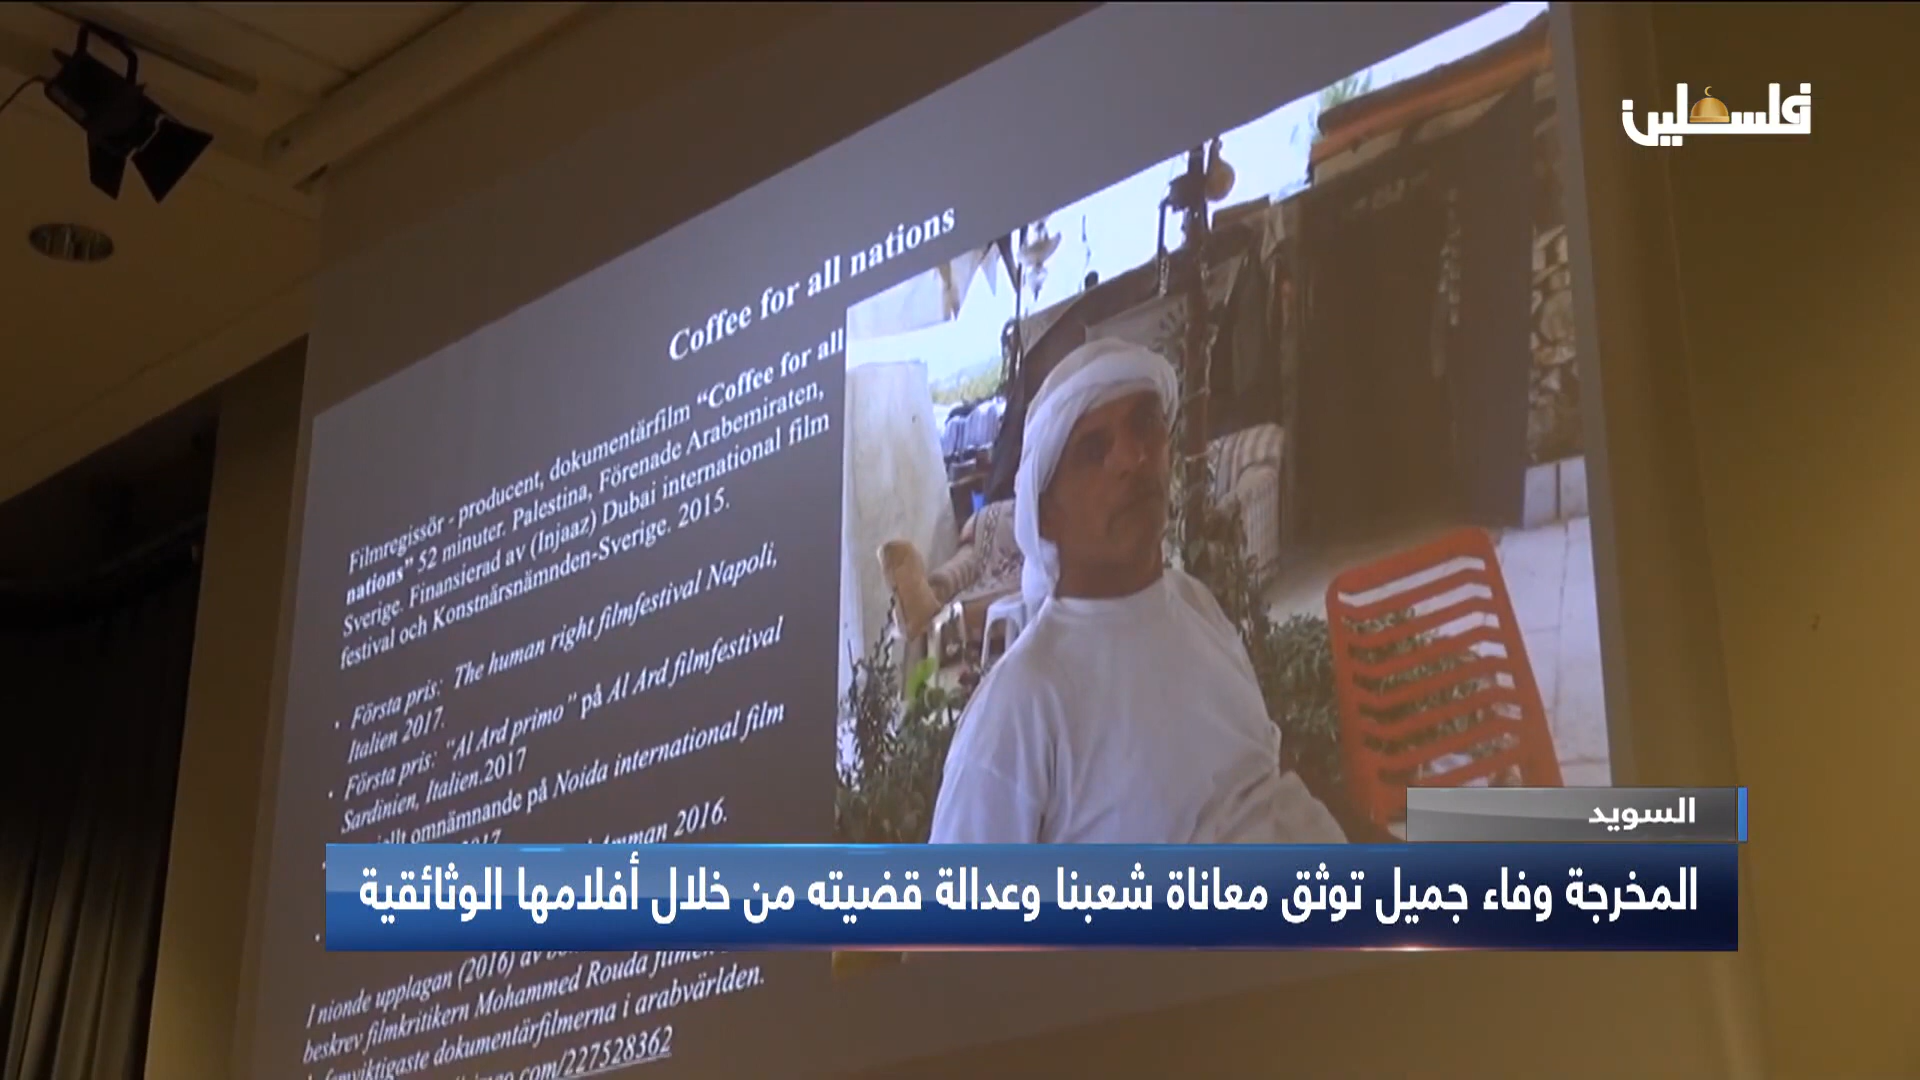 فلسطين
Coffee for all nations
Filmregissör - producent, dokumentärfilm “Coffee for all
nations” 52 minuter. Palestina, Förenade Arabemiraten,
Sverige. Finansierad av (Injaaz) Dubai international film
festival och Konstnärsnämnden-Sverige. 2015.
• Första pris: The human right filmfestival Napoli,
Italien 2017.
• Första pris: “Al Ard primo” på Al Ard filmfestival
Sardinien, Italien.2017
omnämnande på Noida international film
Amman 2016.
السويد
المخرجة وفاء جميل توثق معاناة شعبنا وعدالة قضيته من خلال أفلامها الوثائقية
I nionde upplagan (2016) av
beskrev filmkritikern Mohammed Rouda filmen
dokumentärfilmerna i arabvärlden.
com/227528362